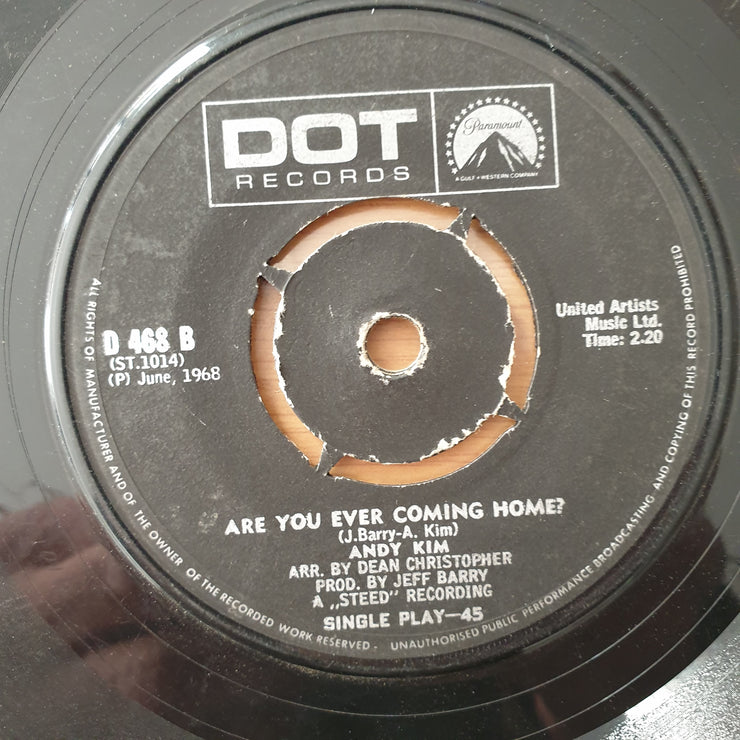 DOT
RECORDS
Paramount
A GULF + WESTERN COMPANY
D 468 B
(ST.1014)
(P) June, 1968
United Artists
Music Ltd.
Time: 2.20
ARE YOU EVER COMING HOME?
(J.Barry-A. Kim)
ANDY KIM
ARR. BY DEAN CHRISTOPHER
PROD. BY JEFF BARRY
A „STEED" RECORDING
SINGLE PLAY—45
ALL RIGHTS OF MANUFACTURER AND OF THE OWNER OF THE RECORDED WORK RESERVED - UNAUTHORISED PUBLIC PERFORMANCE BROADCASTING AND COPYING OF THIS RECORD PROHIBITED